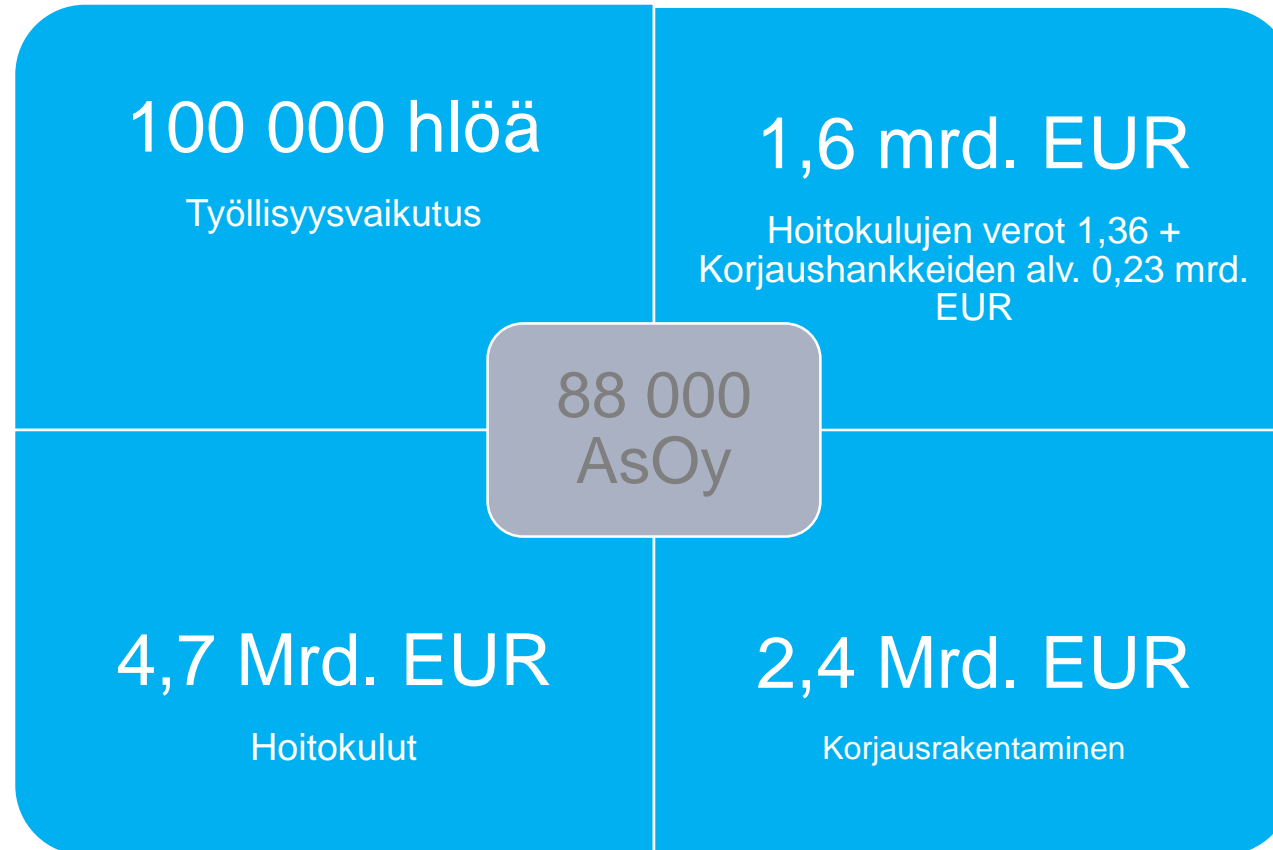 100 000 hlöä
Työllisyysvaikutus
1,6 mrd. EUR
Hoitokulujen verot 1,36 +
Korjaushankkeiden alv. 0,23 mrd.
EUR
88 000
AsOy
4,7 Mrd. EUR
Hoitokulut
2,4 Mrd. EUR
Korjausrakentaminen